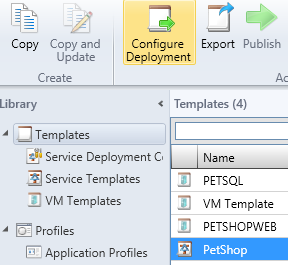 Copy
Copy and
Update
Configure
Deployment
Export
Publish
Create
Library
Templates
Service Deployment
Service Templates
VM Templates
Profiles
Application Profiles
Templates (4)
Name
PETSQL
VM Template
PETSHOPWEB
PetShop